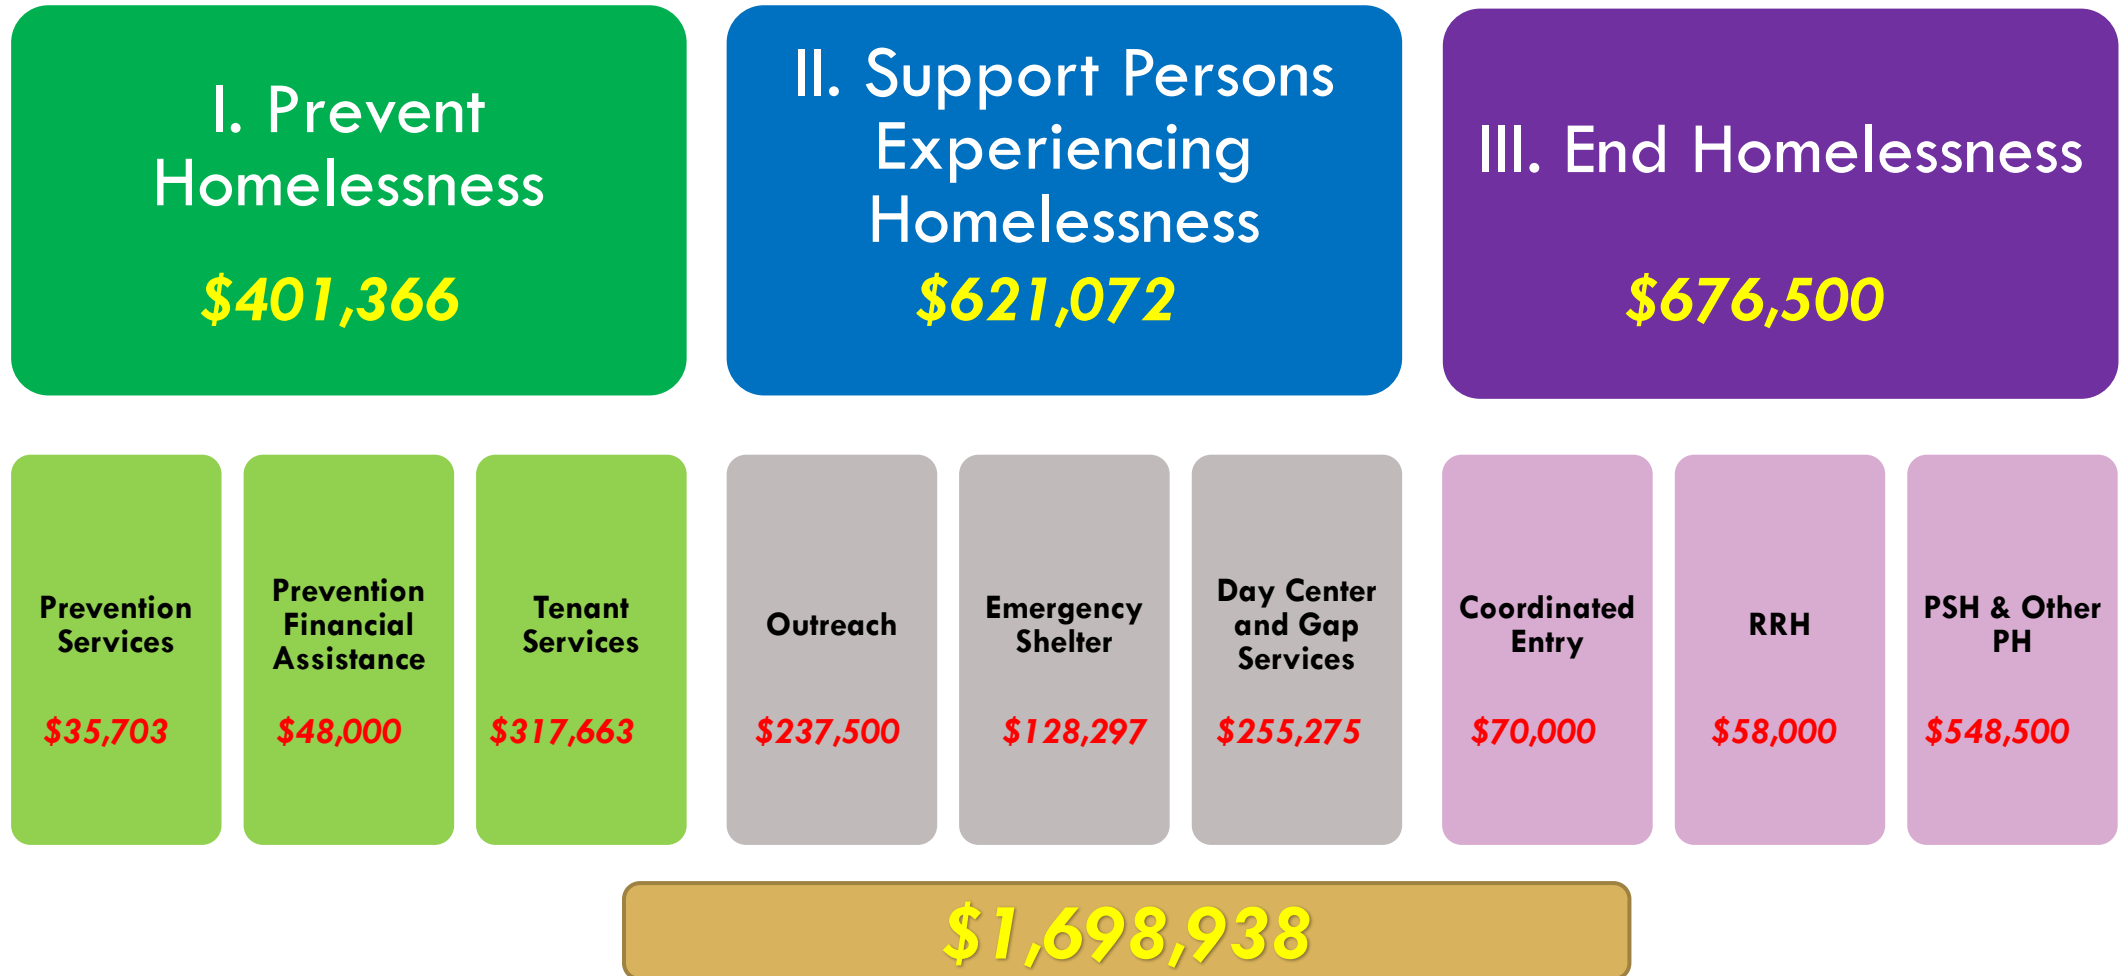 I. Prevent
Homelessness
$401,366
II. Support Persons
Experiencing
Homelessness
$621,072
III. End Homelessness
$676,500
Prevention
Services
$35,703
Prevention
Financial
Assistance
$48,000
Tenant
Services
$317,663
Outreach
$237,500
Emergency
Shelter
$128,297
Day Center
and Gap
Services
$255,275
Coordinated
Entry
$70,000
RRH
$58,000
PSH & Other
PH
$548,500
$1,698,938